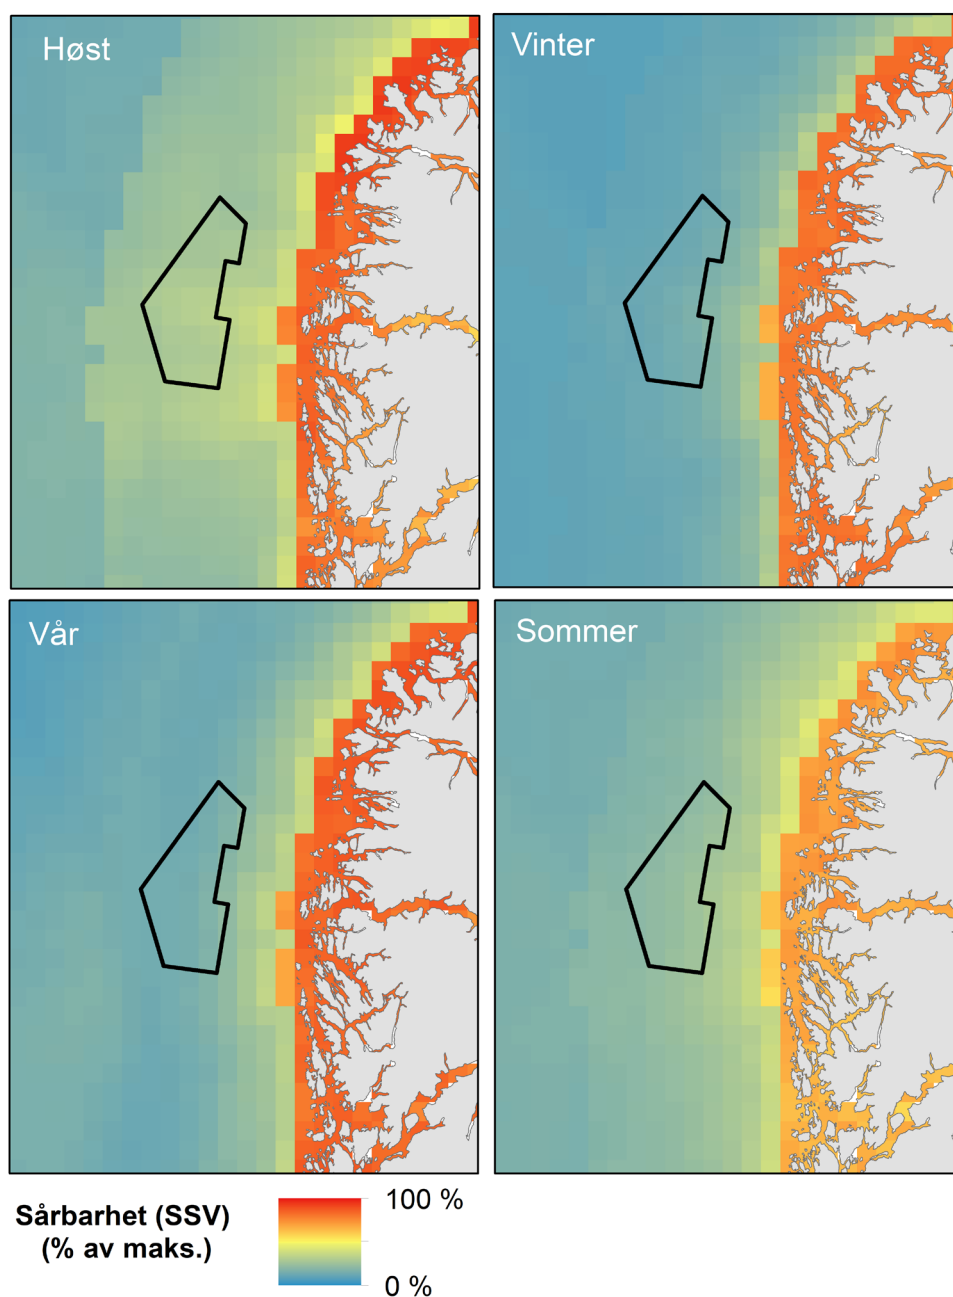 Høst
Vinter
Vår
Sommer
Sårbarhet (SSV)
(% av maks.)
100 %
0 %